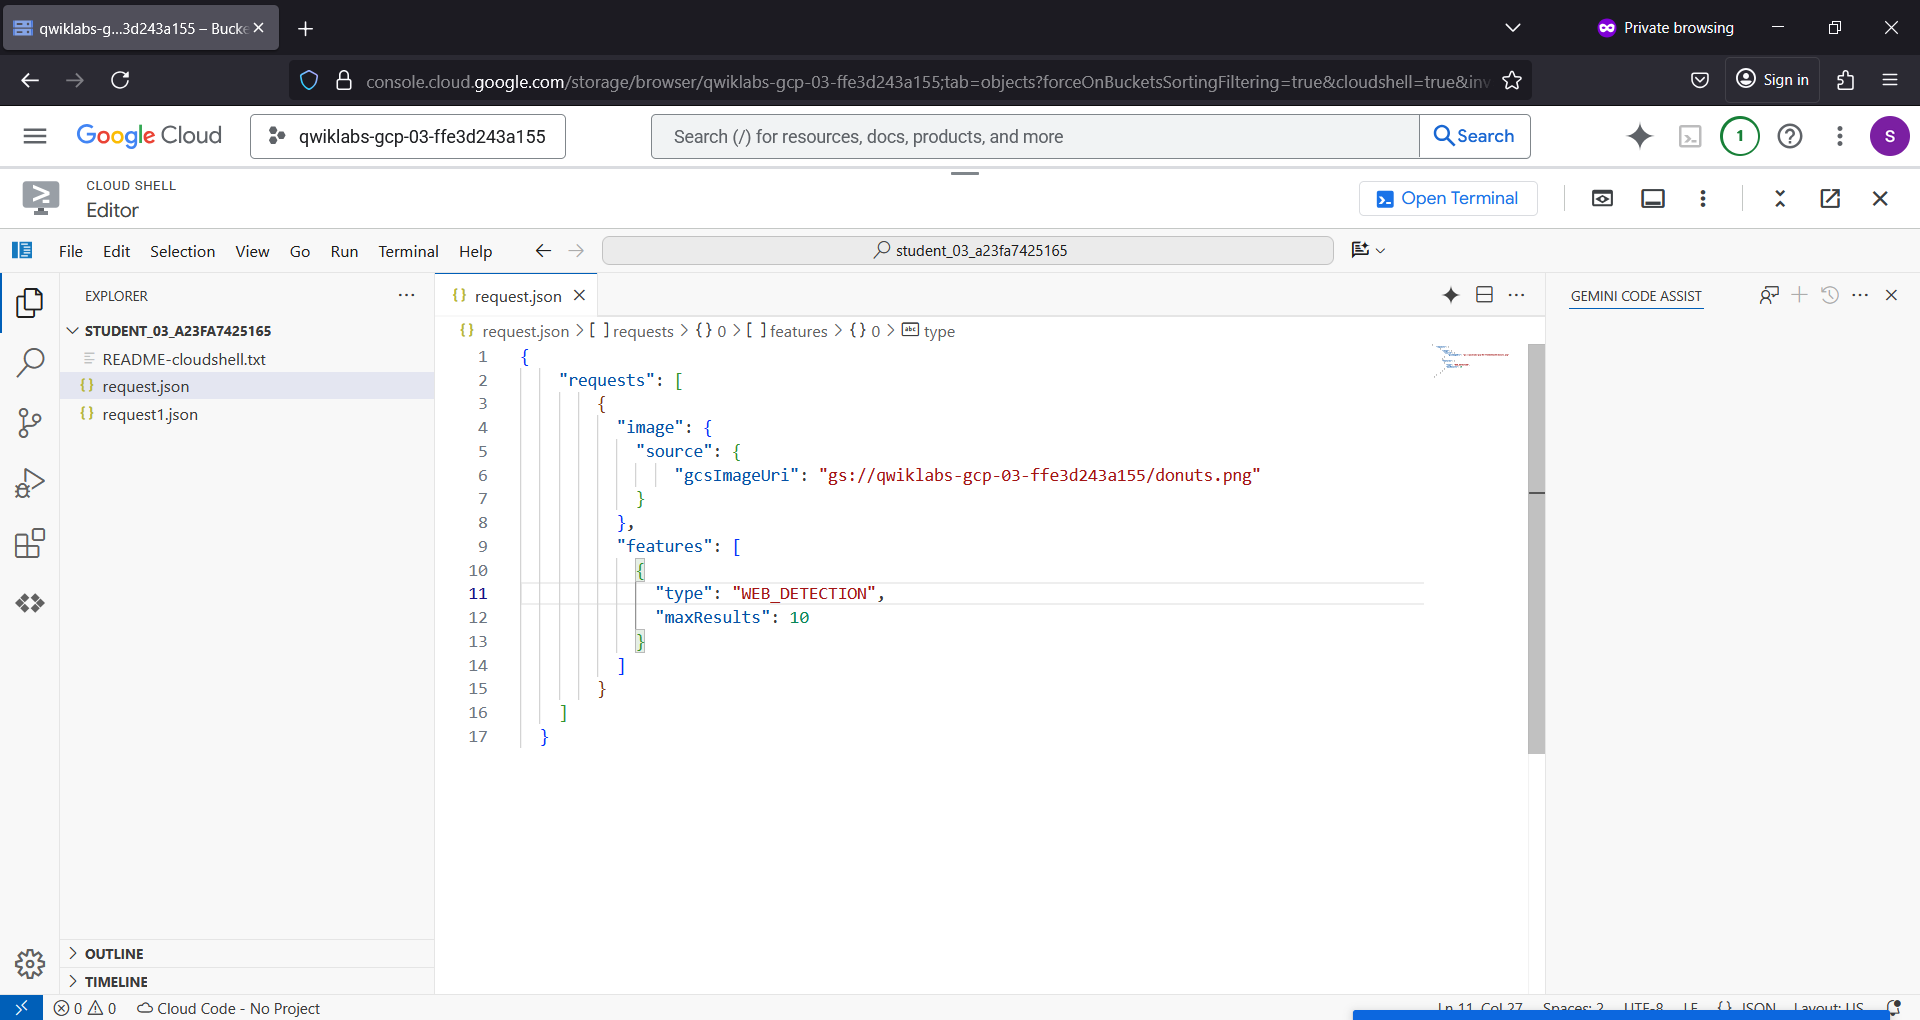 qwiklabs-g...3d243a155 – Bucke
Private browsing
console.cloud.google.com/storage/browser/qwiklabs-gcp-03-ffe3d243a155;tab=objects?forceOnBucketsSortingFiltering=true&cloudshell=true&inv
Sign in
Google Cloud
qwiklabs-gcp-03-ffe3d243a155
Search (/) for resources, docs, products, and more
Search
1
S
CLOUD SHELL
Editor
Open Terminal
File Edit Selection View Go Run Terminal Help
student_03_a23fa7425165
EXPLORER
STUDENT_03_A23FA7425165
README-cloudshell.txt
{} request.json
{} request1.json
OUTLINE
TIMELINE
{} request.json
{} request.json > [ ] requests > {} 0 > [ ] features > {} 0 > abc type
1 {
2 "requests": [
3 {
4 "image": {
5 "source": {
6 "gcsImageUri": "gs://qwiklabs-gcp-03-ffe3d243a155/donuts.png"
7 }
8 },
9 "features": [
10 {
11 "type": "WEB_DETECTION",
12 "maxResults": 10
13 }
14 ]
15 }
16 ]
17 }
GEMINI CODE ASSIST
0 0 Cloud Code - No Project
Ln 11, Col 27 Spaces: 2 UTF-8 LF {} JSON Layout: US